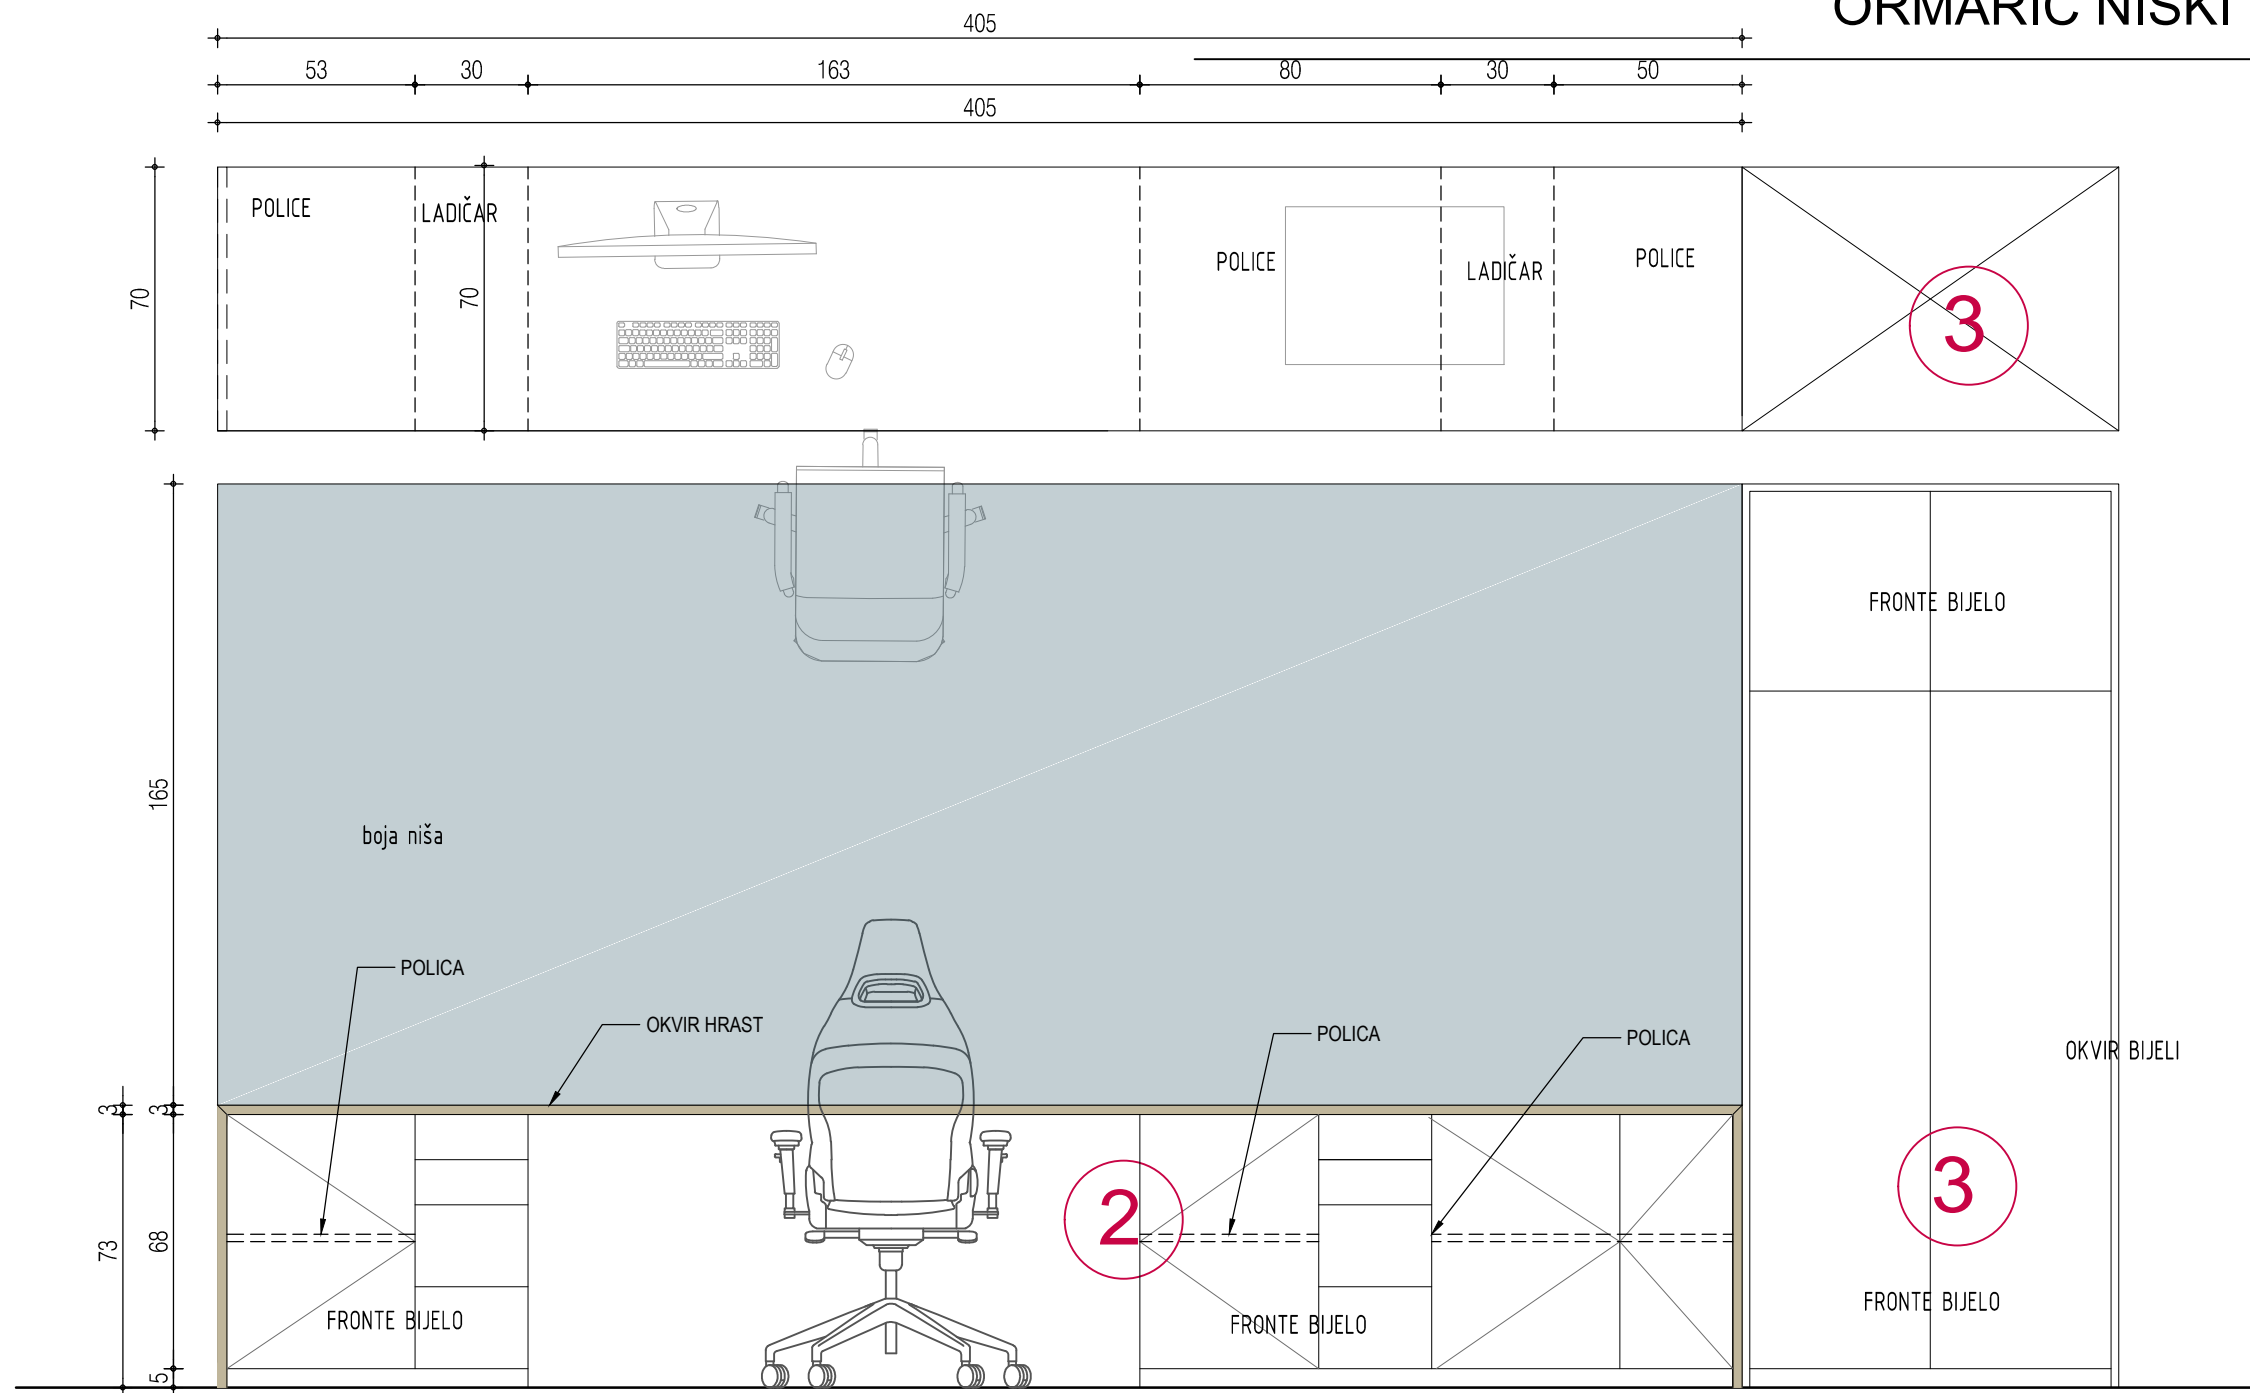 ORMARIĆ NISKI
405
53 30 163 80 30 50
405
POLICE
LADIČAR
POLICE
LADIČAR
POLICE
70
70
3
FRONTE BIJELO
165
boja niša
POLICA
OKVIR HRAST
POLICA
POLICA
OKVIR BIJELI
3
3
2
3
73
68
FRONTE BIJELO
FRONTE BIJELO
FRONTE BIJELO
5